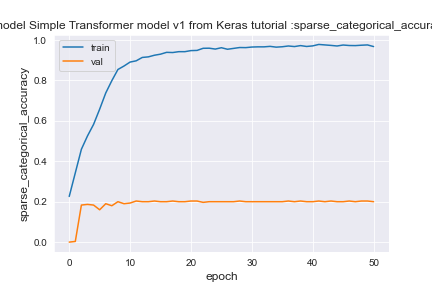 model Simple Transformer model v1 from Keras tutorial :sparse_categorical_accura
train
val
sparse_categorical_accuracy
1.0
0.8
0.6
0.4
0.2
0.0
0
10
20
30
40
50
epoch